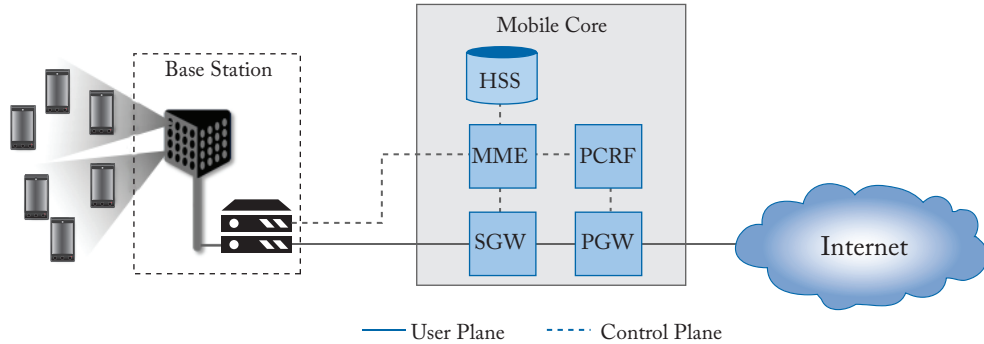 Mobile Core
Base Station
HSS
MME
PCRF
SGW
PGW
Internet
User Plane
Control Plane